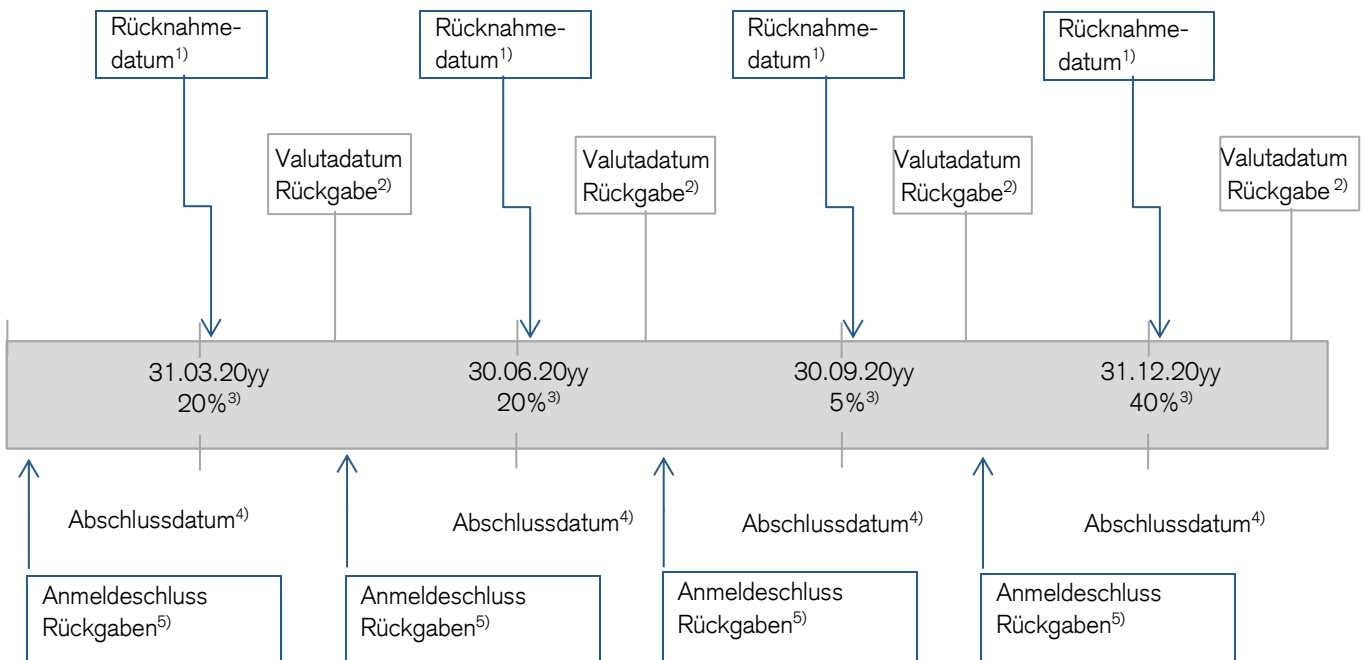 Rücknahme-
datum1)
Rücknahme-
datum1)
Rücknahme-
datum1)
Rücknahme-
datum1)
Valutadatum
Rückgabe2)
Valutadatum
Rückgabe2)
Valutadatum
Rückgabe2)
Valutadatum
Rückgabe 2)
31.03.20yy
20%3)
30.06.20yy
20%3)
30.09.20yy
5%3)
31.12.20yy
40%3)
Abschlussdatum4)
Abschlussdatum4)
Abschlussdatum4)
Abschlussdatum4)
Anmeldeschluss
Rückgaben5)
Anmeldeschluss
Rückgaben5)
Anmeldeschluss
Rückgaben5)
Anmeldeschluss
Rückgaben5)